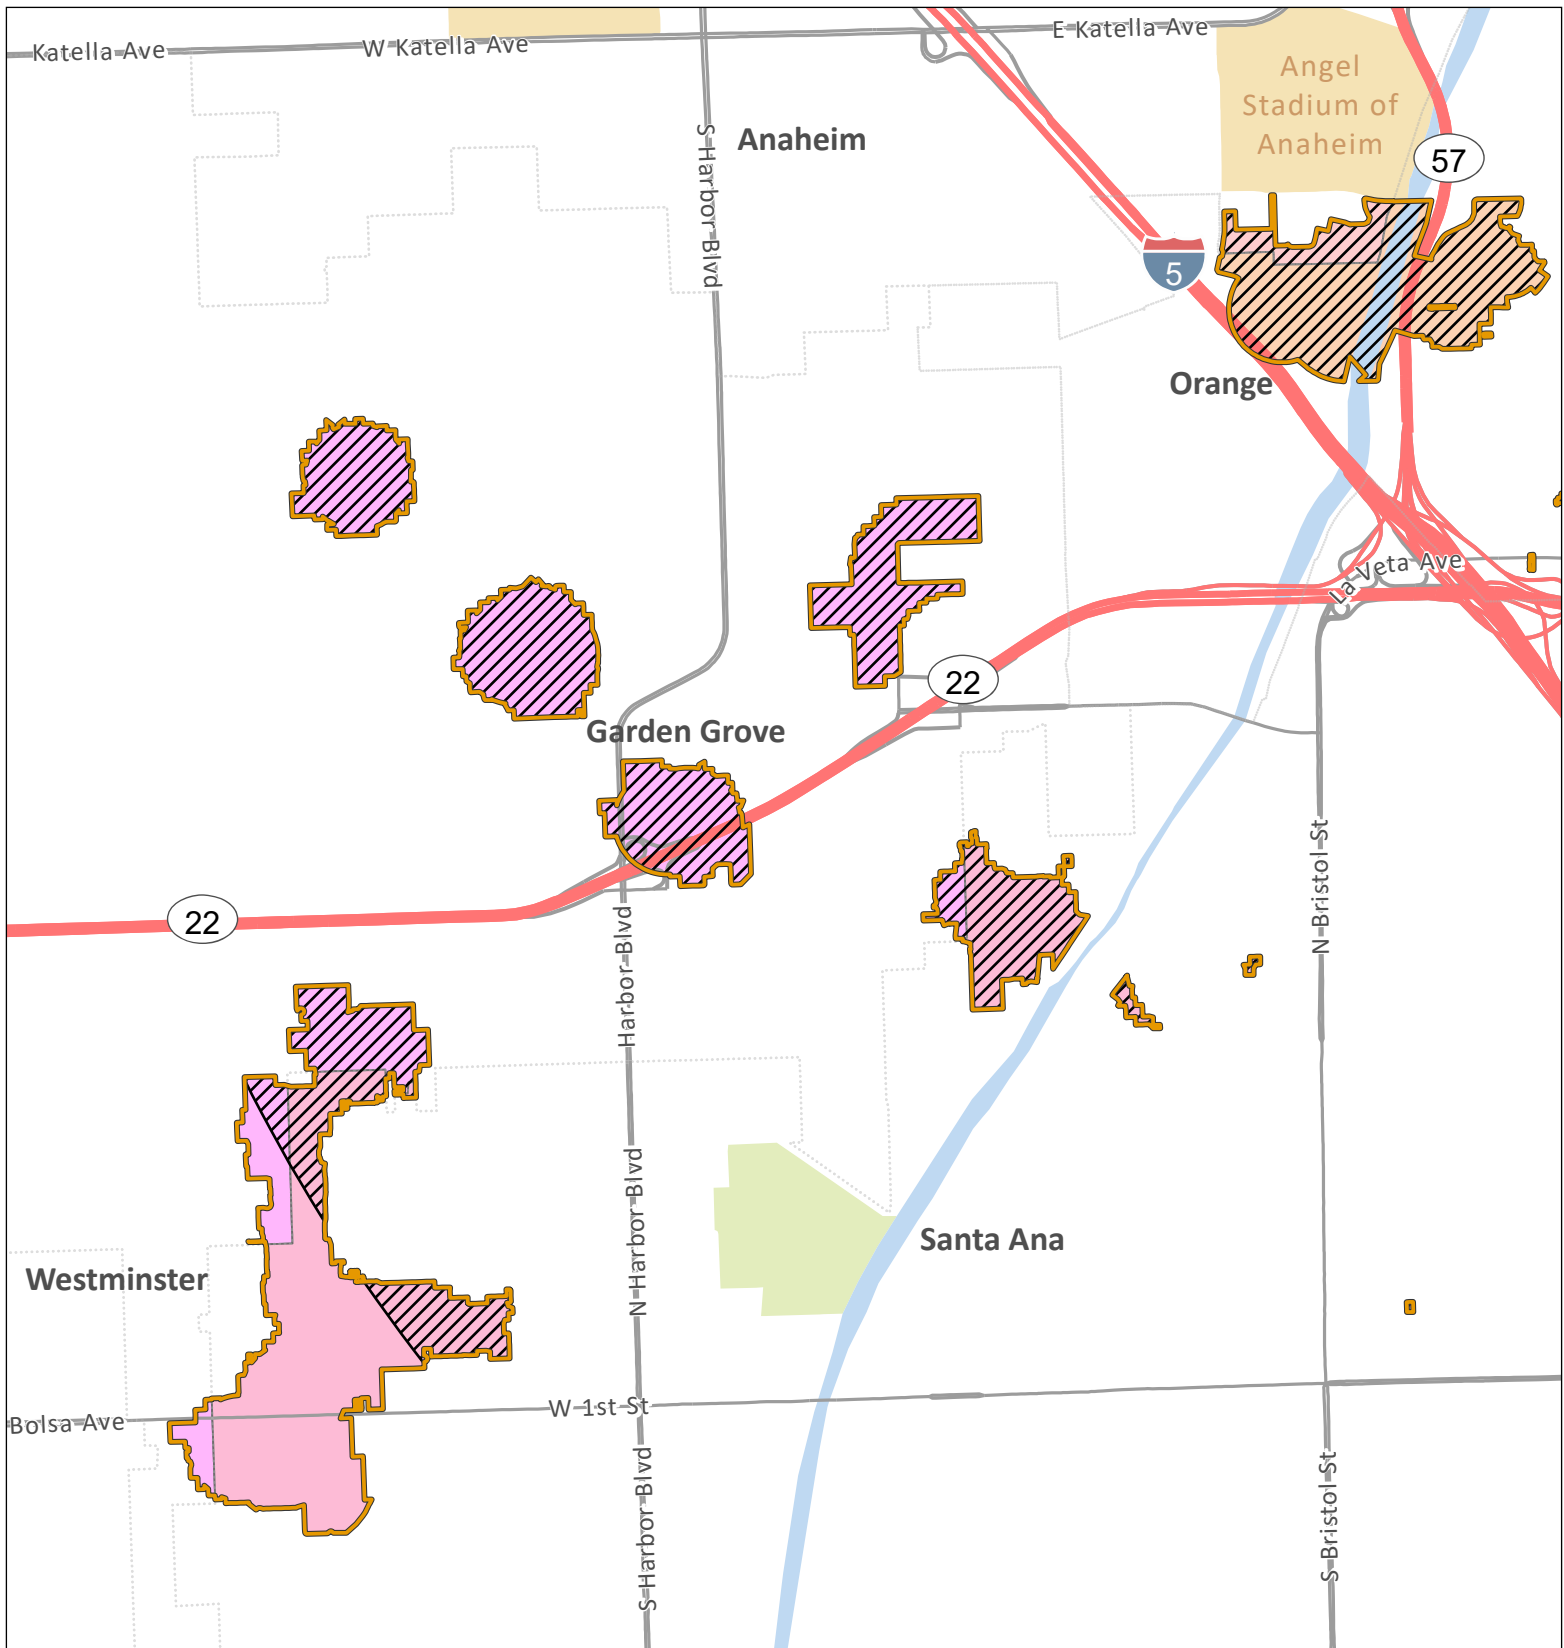 Katella Ave
W Katella Ave
E Katella Ave
Angel
Stadium of
Anaheim
Anaheim
S Harbor Blvd
57
5
Orange
La Veta Ave
22
Garden Grove
22
Harbor Blvd
N Bristol St
N Harbor Blvd
Santa Ana
Westminster
W 1st St
Bolsa Ave
S Harbor Blvd
S Bristol St